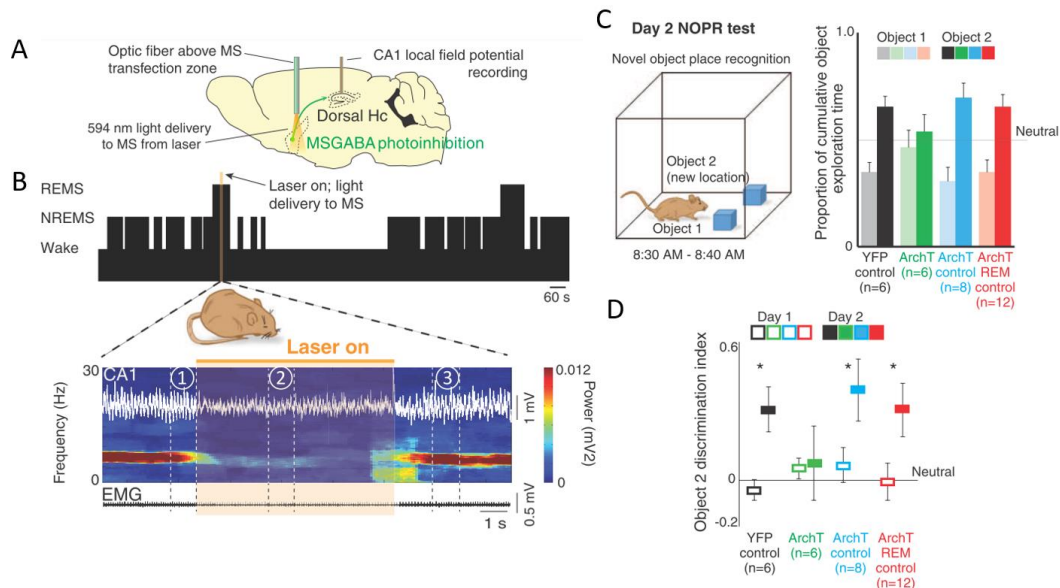 A
Optic fiber above MS
transfection zone
CA1 local field potential
recording
594 nm light delivery
to MS from laser
Dorsal Hc
MSGABA photoinhibition
B
REMS
NREMS
Wake
Laser on; light
delivery to MS
60 s
Laser on
30
Frequency (Hz)
0
CA1
1
2
3
1 mV
0.012
Power (mV2)
0
EMG
0.5 mV
1 s
C
Day 2 NOPR test
Novel object place recognition
Object 2
(new location)
Object 1
8:30 AM - 8:40 AM
Proportion of cumulative object
exploration time
1.0
0
Object 1
Object 2
Neutral
YFP
control
(n=6)
ArchT
(n=6)
ArchT
control
(n=8)
ArchT
REM
control
(n=12)
D
Day 1
Day 2
Object 2 discrimination index
0.6
0
-0.2
*
*
*
Neutral
YFP
control
(n=6)
ArchT
(n=6)
ArchT
control
(n=8)
ArchT
REM
control
(n=12)